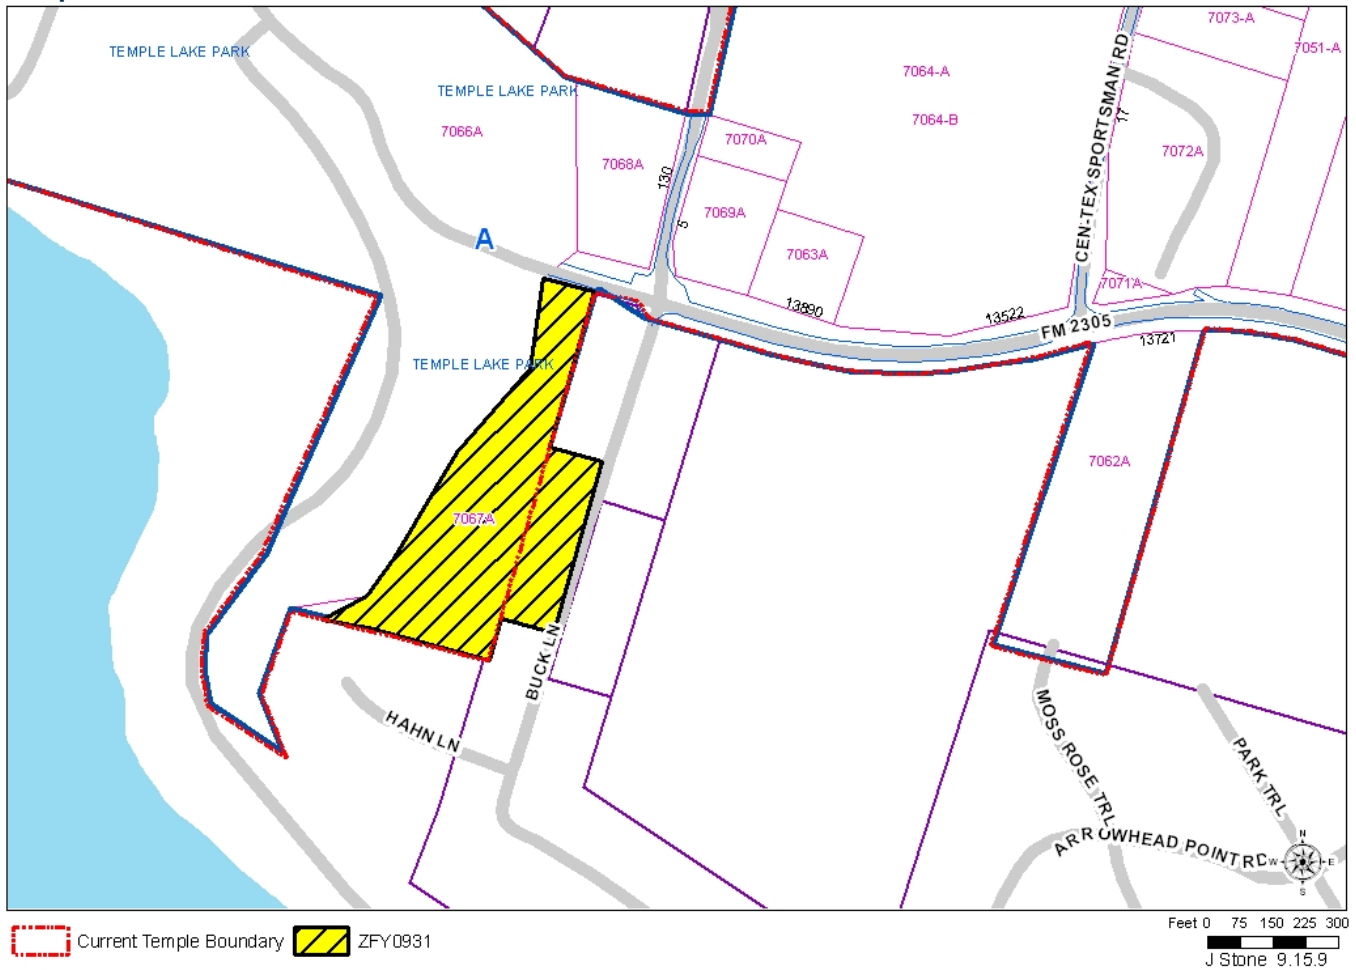 7073-A
7051-A
TEMPLE LAKE PARK
7064-A
TEMPLE LAKE PARK
7064-B
17
7066A
7070A
CEN-TEX SPORTSMAN RD
7072A
7068A
130
7069A
5
A
7063A
7071A
13890
13522
FM 2305
13721
TEMPLE LAKE PARK
7062A
7067A
BUCK LN
HAHN LN
MOSS ROSE TRL
PARK TRL
ARROWHEAD POINT RD
N
W
E
S
Current Temple Boundary
ZFY0931
Feet 0 75 150 225 300
J Stone 9.15.9